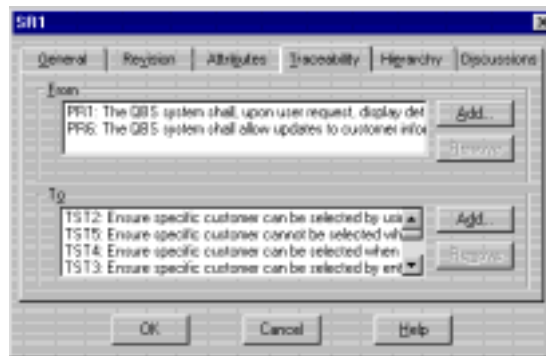 SR1
General Revision Attributes Traceability Hierarchy Discussions
From
PR1: The QBS system shall, upon user request, display det
PR6: The QBS system shall allow updates to customer infor
Add...
Remove
To
TST2: Ensure specific customer can be selected by usi
TST5: Ensure specific customer cannot be selected wh
TST4: Ensure specific customer can be selected when
TST3: Ensure specific customer can be selected by ent
Add...
Remove
OK Cancel Help